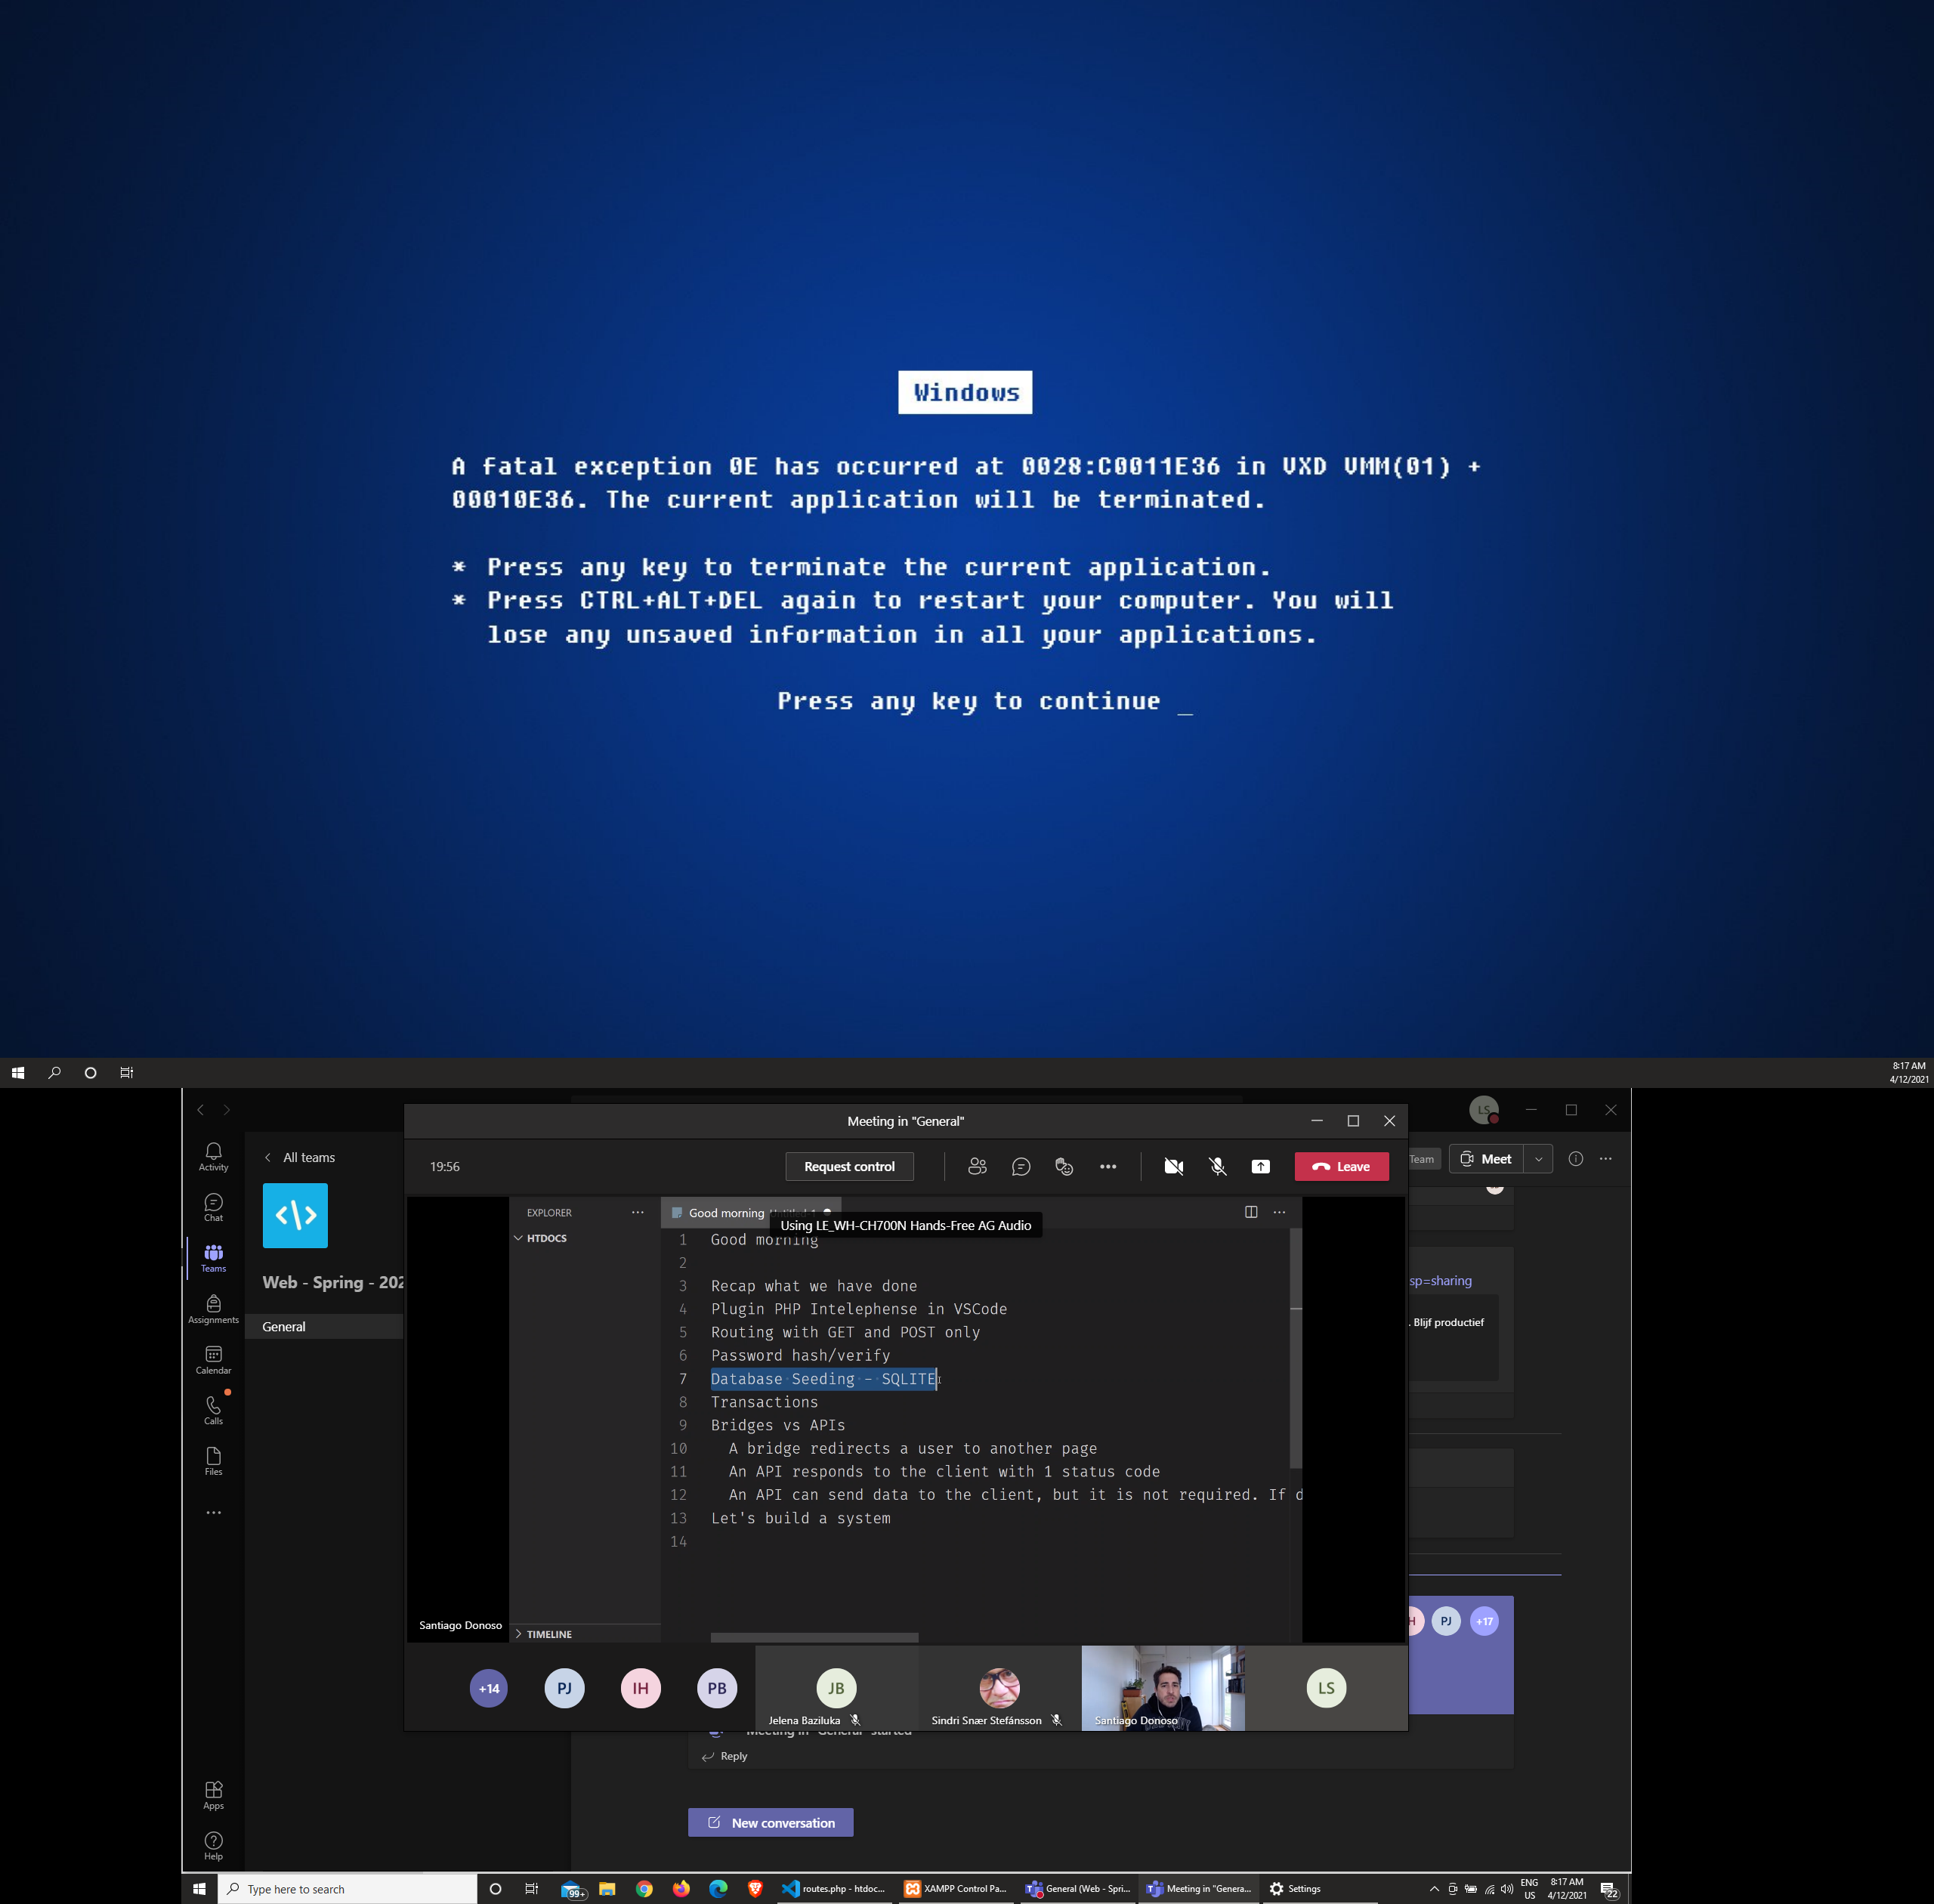 Windows
A fatal exception 0E has occurred at 0028:C0011E36 in VXD VMM(01) +
00010E36. The current application will be terminated.
* Press any key to terminate the current application.
* Press CTRL+ALT+DEL again to restart your computer. You will
lose any unsaved information in all your applications.
Press any key to continue _
8:17 AM
4/12/2021
LS
Meeting in "General"
19:56
Request control
Leave
Team
Meet
Activity
Chat
Teams
Assignments
Calendar
Calls
Files
Apps
Help
All teams
</>
Web - Spring - 202
General
EXPLORER
HTDOCS
TIMELINE
Good morning
Using LE_WH-CH700N Hands-Free AG Audio
1 Good morning
2
3 Recap what we have done
4 Plugin PHP Intelephense in VSCode
5 Routing with GET and POST only
6 Password hash/verify
7 Database Seeding - SQLITE
8 Transactions
9 Bridges vs APIs
10 A bridge redirects a user to another page
11 An API responds to the client with 1 status code
12 An API can send data to the client, but it is not required. If d
13 Let's build a system
14
sp=sharing
. Blijf productief
H
PJ
+17
Santiago Donoso
+14
PJ
IH
PB
JB
Jelena Baziluka
Sindri Snær Stefánsson
Santiago Donoso
LS
Reply
New conversation
Type here to search
99+
routes.php - htdoc...
XAMPP Control Pa...
General (Web - Spri...
Meeting in "Genera...
Settings
ENG
US
8:17 AM
4/12/2021
22